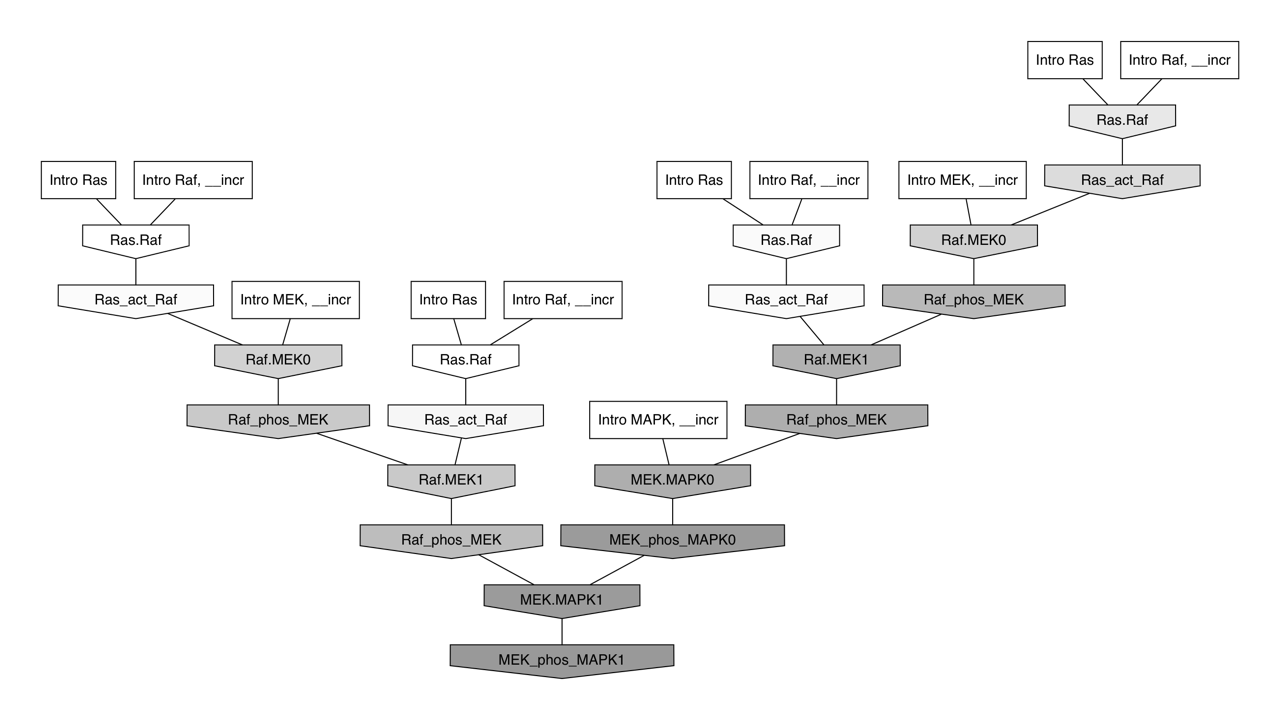 Intro Ras
Intro Raf, __incr
Ras.Raf
Intro Ras
Intro Raf, __incr
Intro Ras
Intro Raf, __incr
Intro MEK, __incr
Ras_act_Raf
Ras.Raf
Ras.Raf
Raf.MEK0
Ras_act_Raf
Intro MEK, __incr
Intro Ras
Intro Raf, __incr
Ras_act_Raf
Raf_phos_MEK
Raf.MEK0
Ras.Raf
Raf.MEK1
Raf_phos_MEK
Ras_act_Raf
Intro MAPK, __incr
Raf_phos_MEK
Raf.MEK1
MEK.MAPK0
Raf_phos_MEK
MEK_phos_MAPK0
MEK.MAPK1
MEK_phos_MAPK1